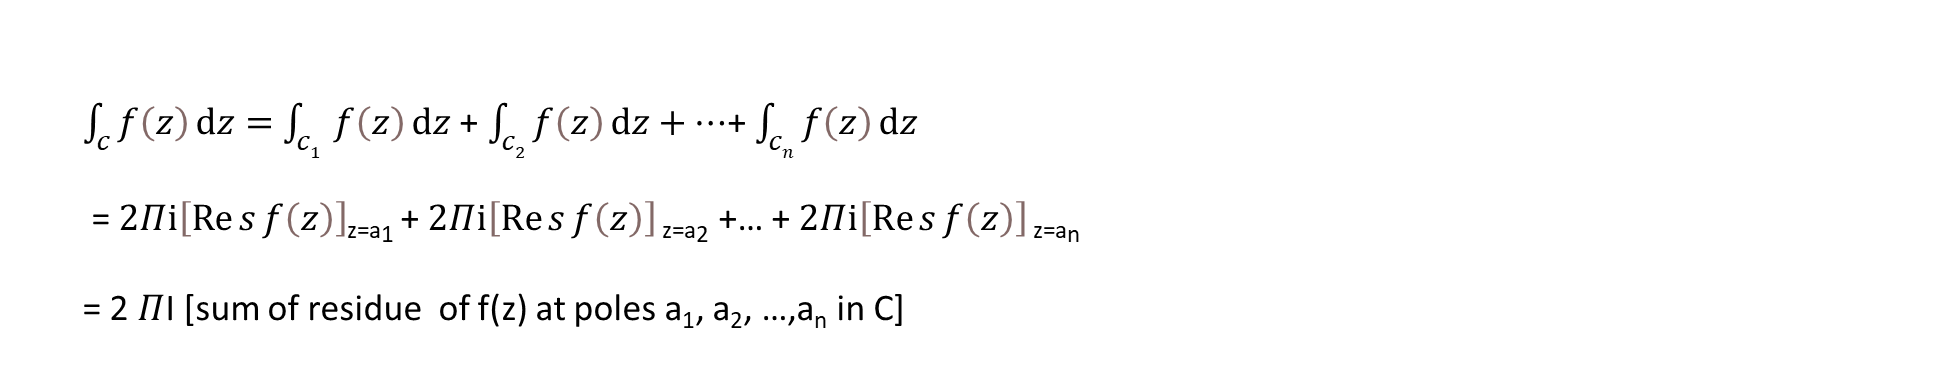 ∫_C f(z) dz = ∫_{C_1} f(z) dz + ∫_{C_2} f(z) dz + ⋯+ ∫_{C_n} f(z) dz
= 2𝛱i[Re s f(z)]_{z=a_1} + 2𝛱i[Re s f(z)] _{z=a_2} +... + 2𝛱i[Re s f(z)] _{z=a_n}
= 2 𝛱I [sum of residue of f(z) at poles a_1, a_2, ...,a_n in C]